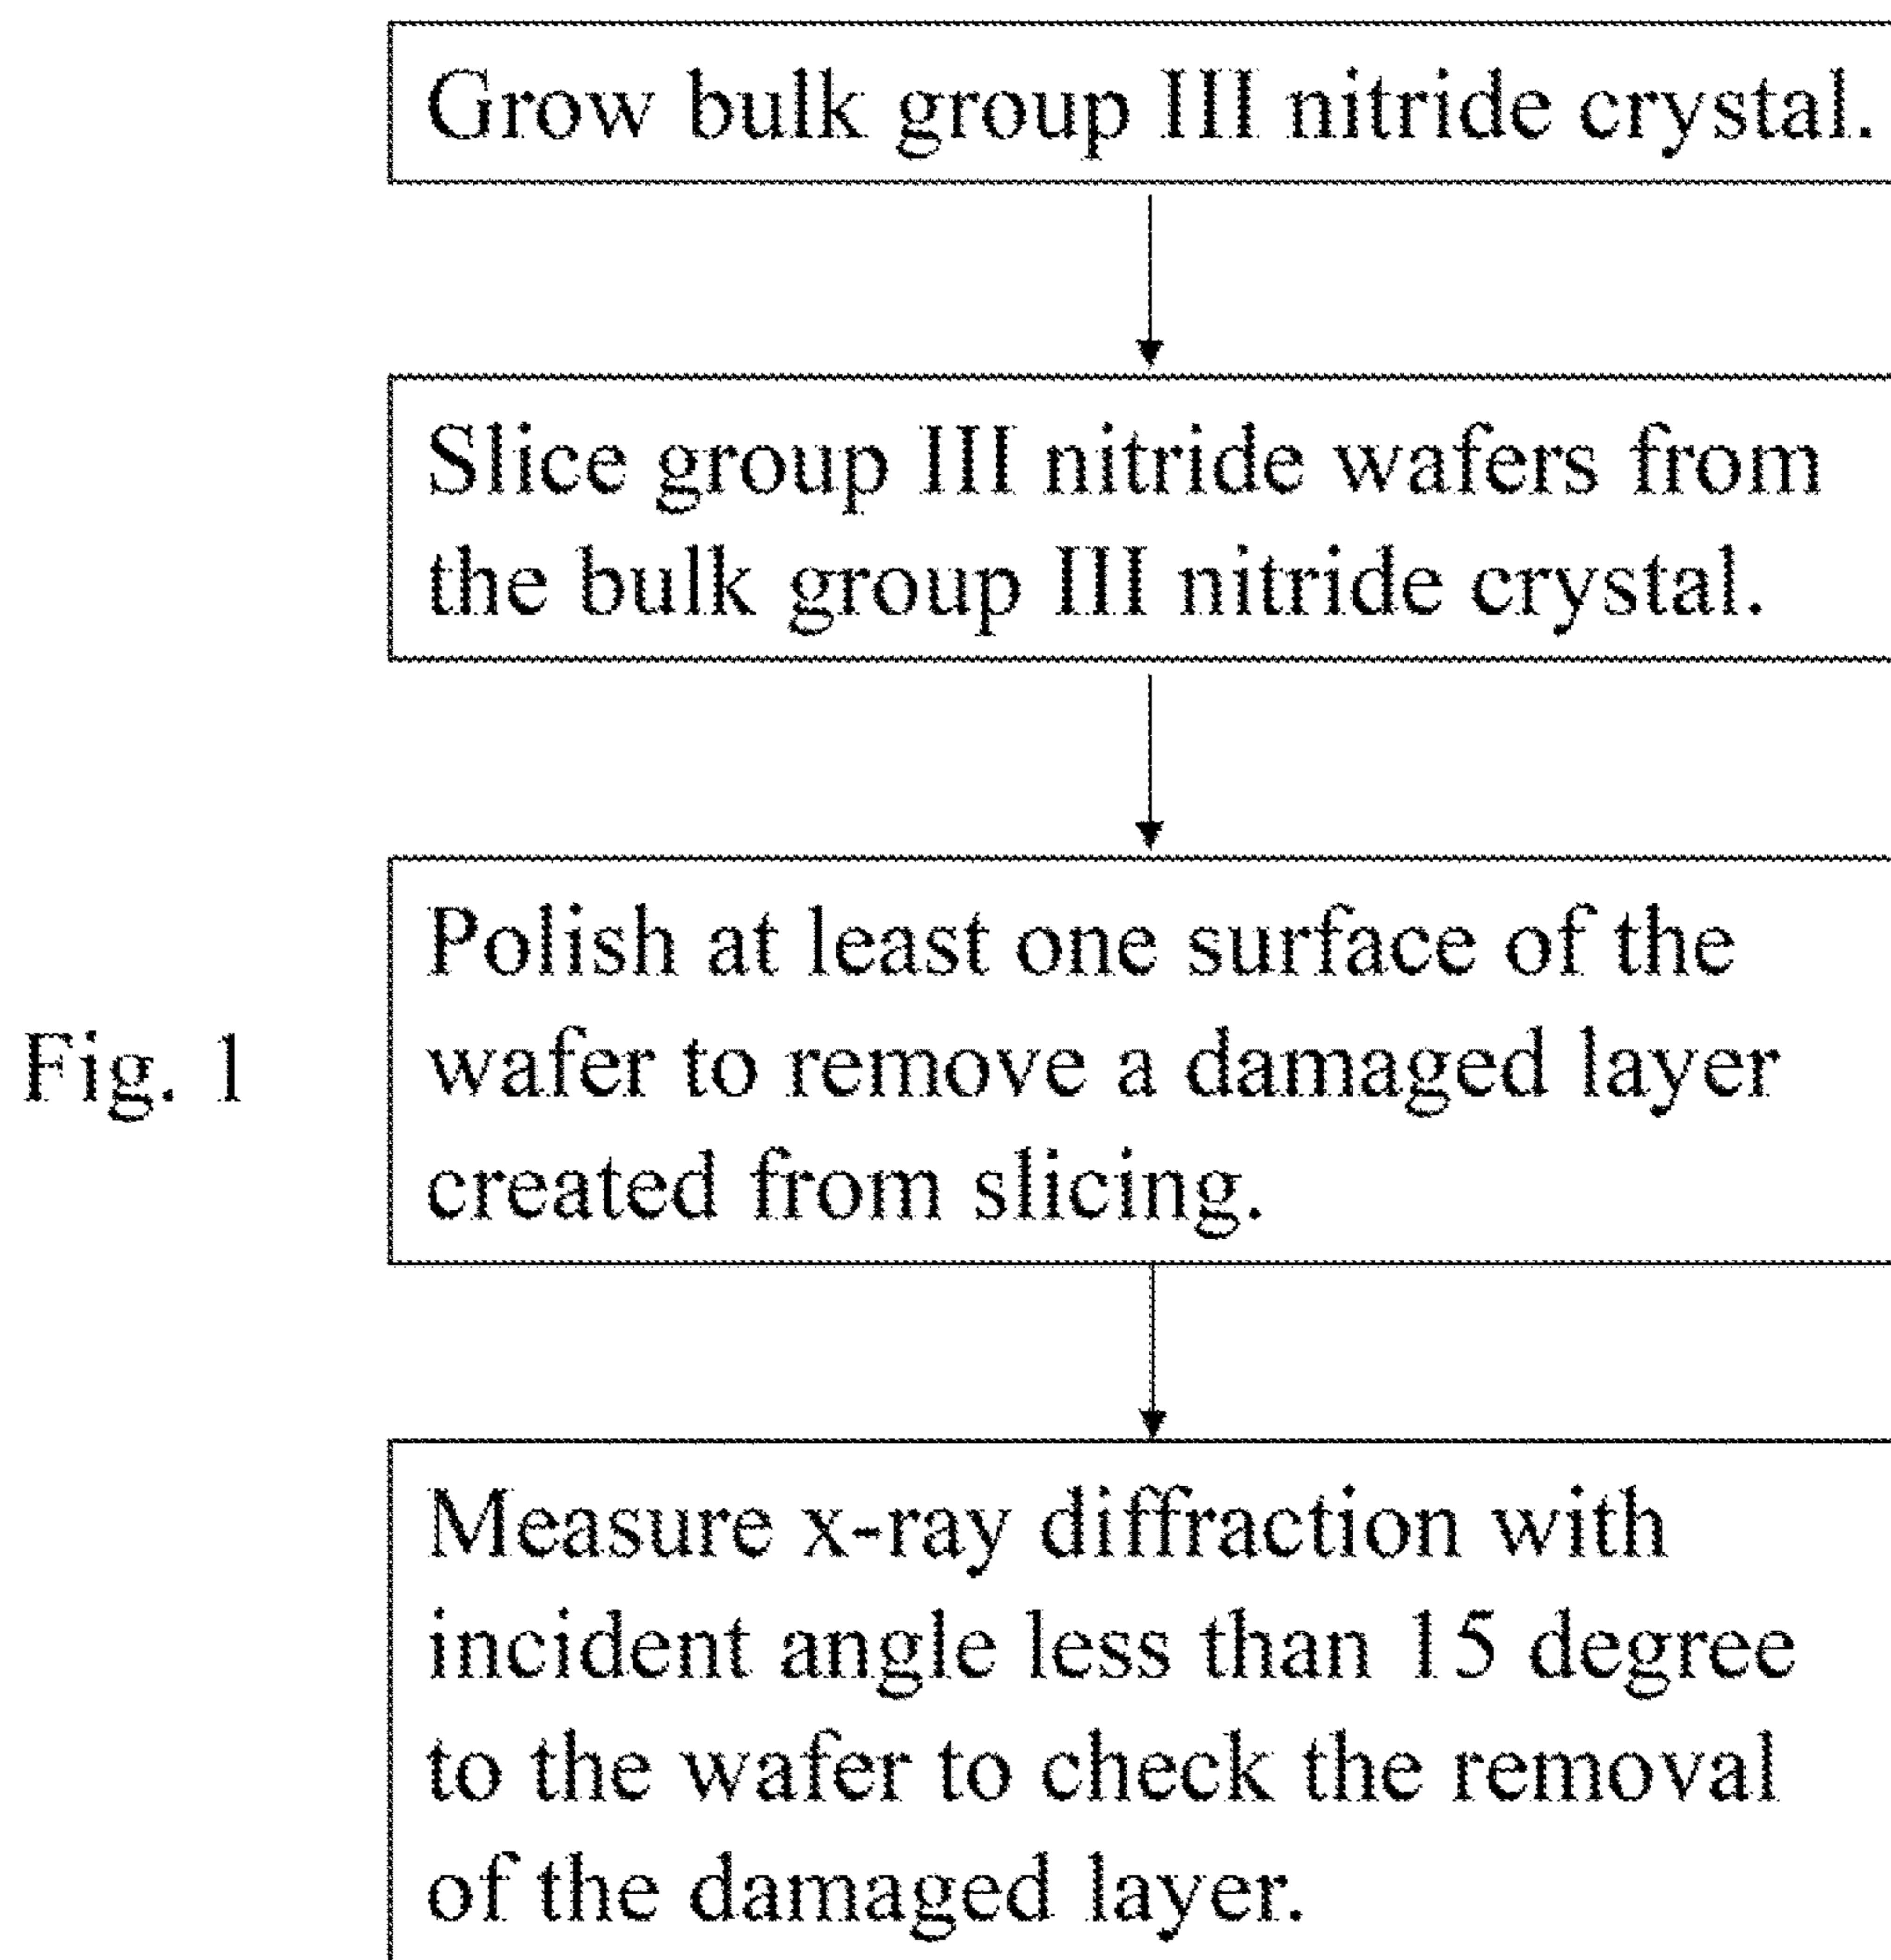 Grow bulk group III nitride crystal.
Slice group III nitride wafers from
the bulk group III nitride crystal.
Polish at least one surface of the
wafer to remove a damaged layer
created from slicing.
Fig. 1
Measure x-ray diffraction with
incident angle less than 15 degree
to the wafer to check the removal
of the damaged layer.